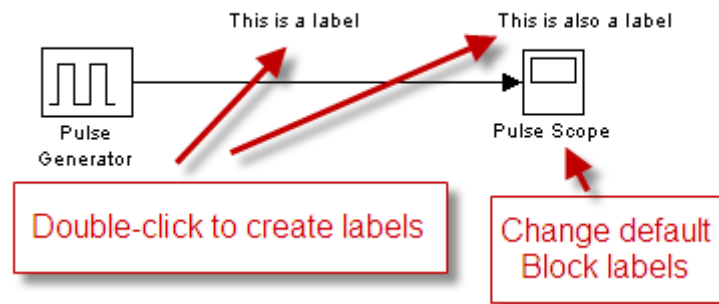 This is a label
This is also a label
Pulse
Generator
Pulse Scope
Double-click to create labels
Change default
Block labels